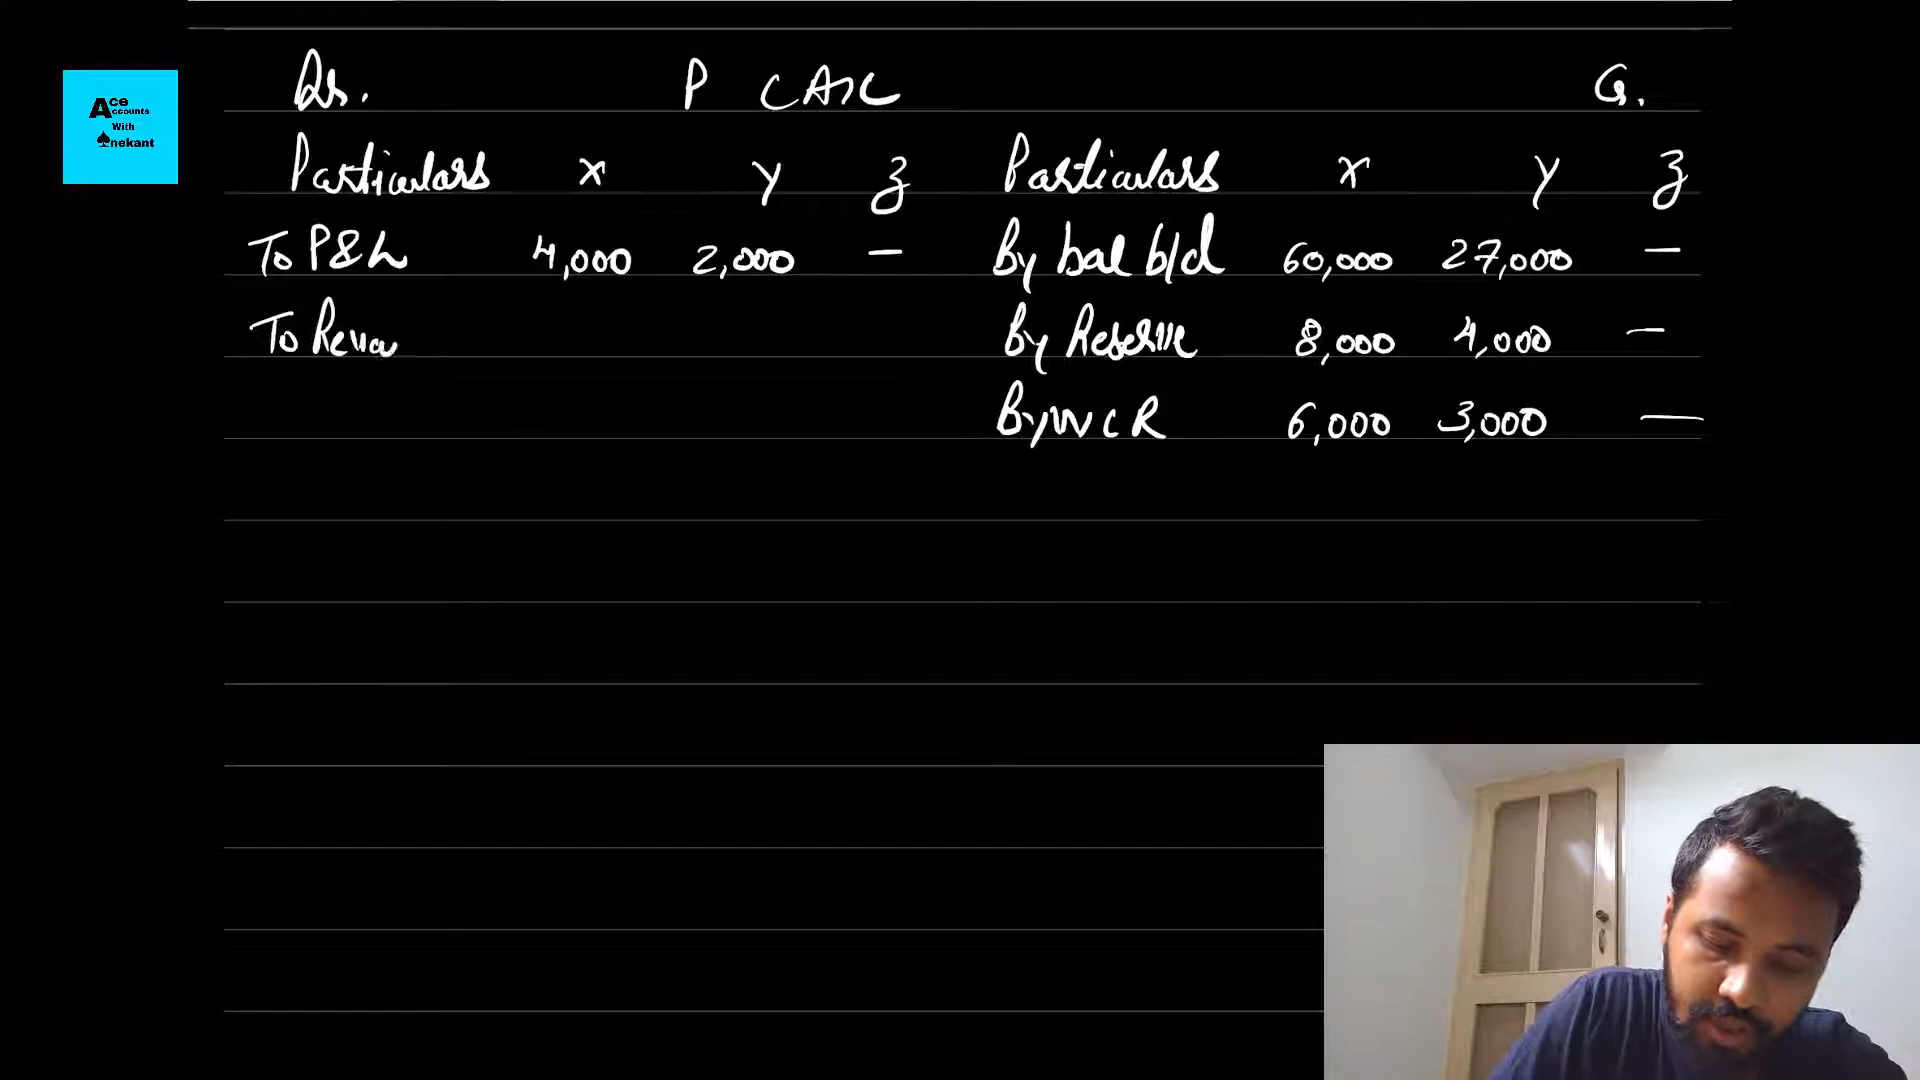 Ace
Accounts
With
Anekant
Dr. P CA/C Cr.
Particulars X Y Z Particulars X Y Z
To P&L 4,000 2,000 — By bal b/d 60,000 27,000 —
To Reva By Reserve 8,000 4,000 —
By WCR 6,000 3,000 —